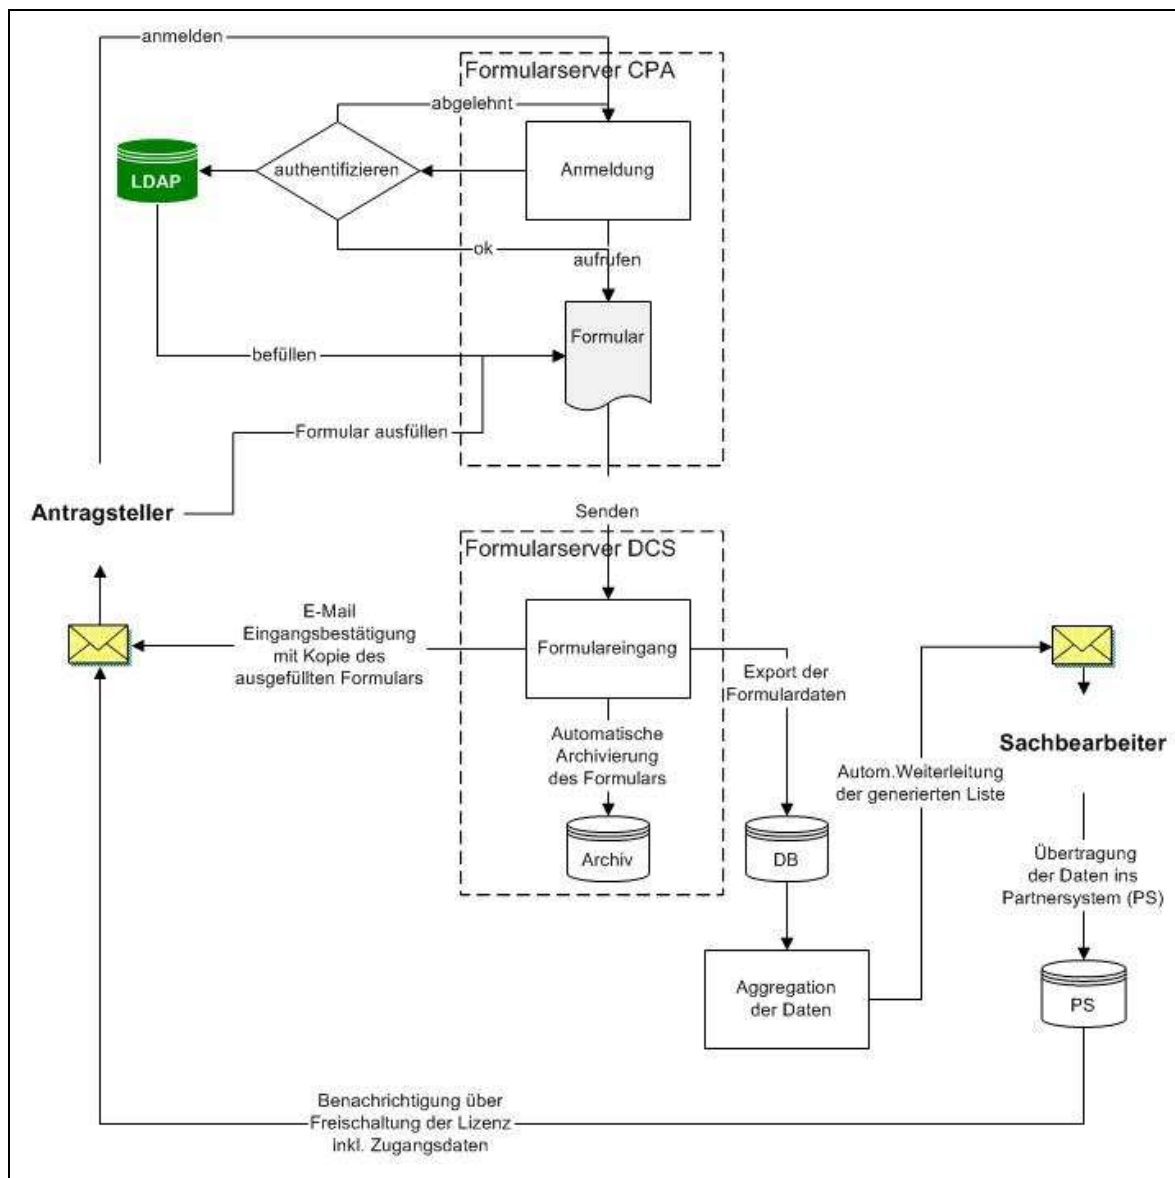 anmelden
Formularserver CPA
abgelehnt
authentifizieren
Anmeldung
LDAP
ok
aufrufen
Formular
befüllen
Formular ausfüllen
Antragsteller
Senden
Formularserver DCS
E-Mail
Eingangsbestätigung
mit Kopie des
ausgefüllten Formulars
Formulareingang
Export der
Formulardaten
Automatische
Archivierung
des Formulars
Sachbearbeiter
Autom.Weiterleitung
der generierten Liste
Archiv
DB
Übertragung
der Daten ins
Partnersystem (PS)
Aggregation
der Daten
PS
Benachrichtigung über
Freischaltung der Lizenz
inkl. Zugangsdaten